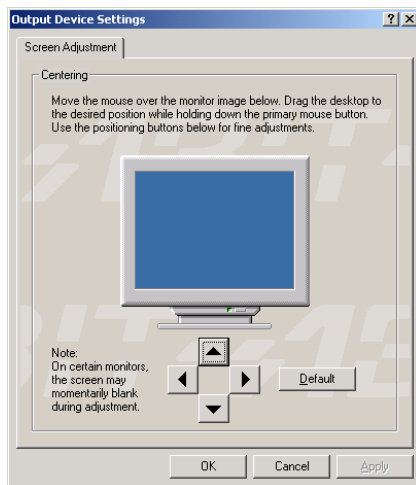 Output Device Settings
Screen Adjustment
Centering
Move the mouse over the monitor image below. Drag the desktop to
the desired position while holding down the primary mouse button.
Use the positioning buttons below for fine adjustments.
Note:
On certain monitors,
the screen may
momentarily blank
during adjustment.
Default
OK
Cancel
Apply